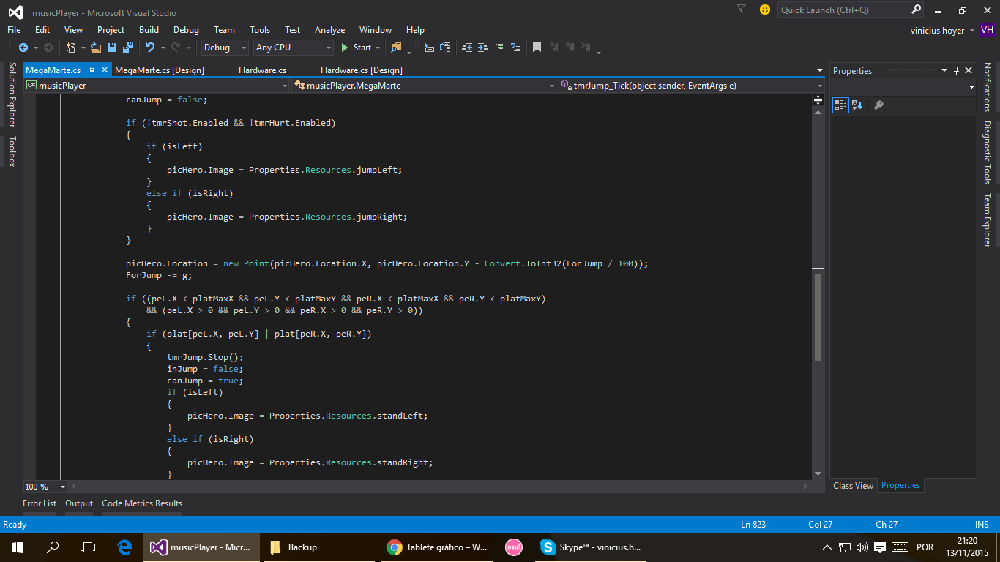 musicPlayer - Microsoft Visual Studio
Quick Launch (Ctrl+Q)
File Edit View Project Build Debug Team Tools Test Analyze Window Help
vinicius hoyer VH
Debug Any CPU Start
Solution Explorer
Toolbox
MegaMarte.cs MegaMarte.cs [Design] Hardware.cs Hardware.cs [Design]
C# musicPlayer musicPlayer.MegaMarte tmrJump_Tick(object sender, EventArgs e)
canJump = false;
if (!tmrShot.Enabled && !tmrHurt.Enabled)
{
if (isLeft)
{
picHero.Image = Properties.Resources.jumpLeft;
}
else if (isRight)
{
picHero.Image = Properties.Resources.jumpRight;
}
}
picHero.Location = new Point(picHero.Location.X, picHero.Location.Y - Convert.ToInt32(ForJump / 100));
ForJump -= g;
if ((peL.X < platMaxX && peL.Y < platMaxY && peR.X < platMaxX && peR.Y < platMaxY)
&& (peL.X > 0 && peL.Y > 0 && peR.X > 0 && peR.Y > 0))
{
if (plat[peL.X, peL.Y] | plat[peR.X, peR.Y])
{
tmrJump.Stop();
inJump = false;
canJump = true;
if (isLeft)
{
picHero.Image = Properties.Resources.standLeft;
}
else if (isRight)
{
picHero.Image = Properties.Resources.standRight;
}
100 %
Properties
Class View Properties
Notifications
Diagnostic Tools
Team Explorer
Error List Output Code Metrics Results
Ready Ln 823 Col 27 Ch 27 INS
musicPlayer - Micr... Backup Tablete gráfico – W... osu! Skype™ - vinicius.h... POR 21:20
13/11/2015